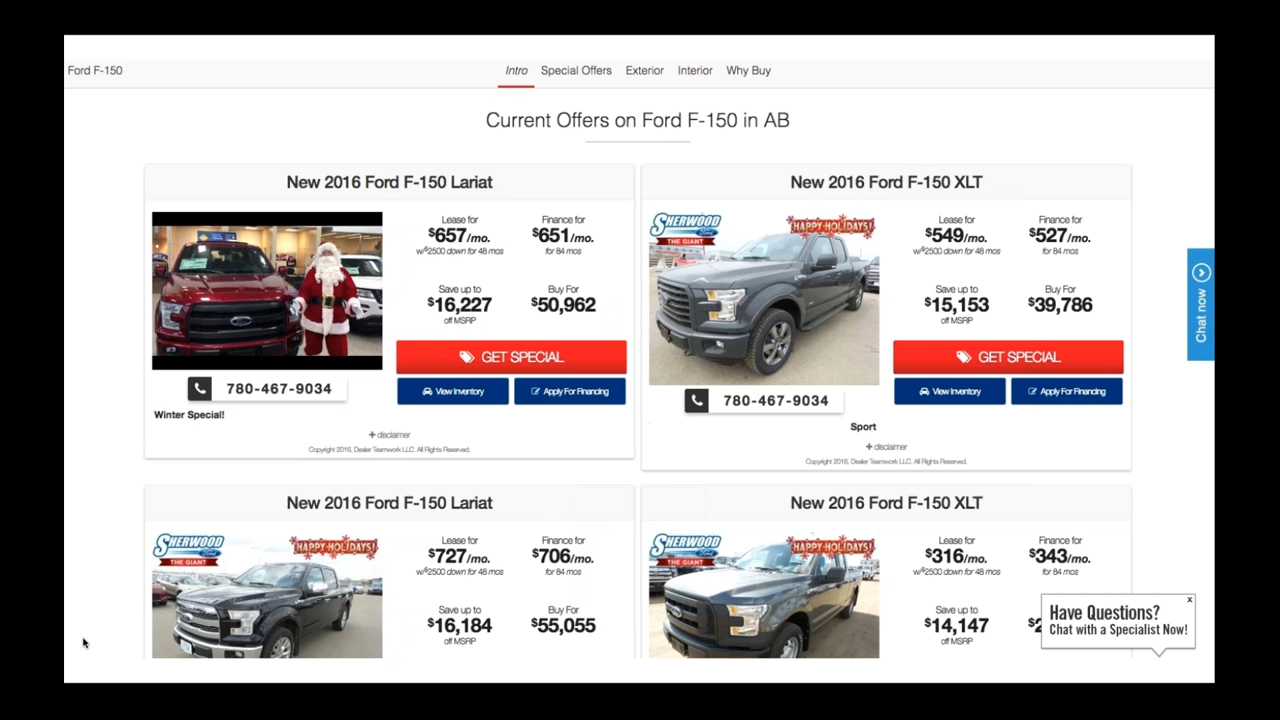 Ford F-150
Intro Special Offers Exterior Interior Why Buy
Current Offers on Ford F-150 in AB
New 2016 Ford F-150 Lariat
Lease for
$657/mo.
w/$2500 down for 48 mos
Finance for
$651/mo.
for 84 mos
Save up to
$16,227
off MSRP
Buy For
$50,962
GET SPECIAL
780-467-9034
View Inventory
Apply For Financing
Winter Special!
+ disclaimer
Copyright 2016, Dealer Teamwork LLC. All Rights Reserved.
New 2016 Ford F-150 XLT
SHERWOOD
Ford
THE GIANT
HAPPY HOLIDAYS!
Lease for
$549/mo.
w/$2500 down for 48 mos
Finance for
$527/mo.
for 84 mos
Save up to
$15,153
off MSRP
Buy For
$39,786
GET SPECIAL
780-467-9034
View Inventory
Apply For Financing
Sport
+ disclaimer
Copyright 2016, Dealer Teamwork LLC. All Rights Reserved.
Chat now
New 2016 Ford F-150 Lariat
SHERWOOD
Ford
THE GIANT
HAPPY HOLIDAYS!
Lease for
$727/mo.
w/$2500 down for 48 mos
Finance for
$706/mo.
for 84 mos
Save up to
$16,184
off MSRP
Buy For
$55,055
New 2016 Ford F-150 XLT
SHERWOOD
Ford
THE GIANT
HAPPY HOLIDAYS!
Lease for
$316/mo.
w/$2500 down for 48 mos
Finance for
$343/mo.
for 84 mos
Save up to
$14,147
off MSRP
x
Have Questions?
Chat with a Specialist Now!